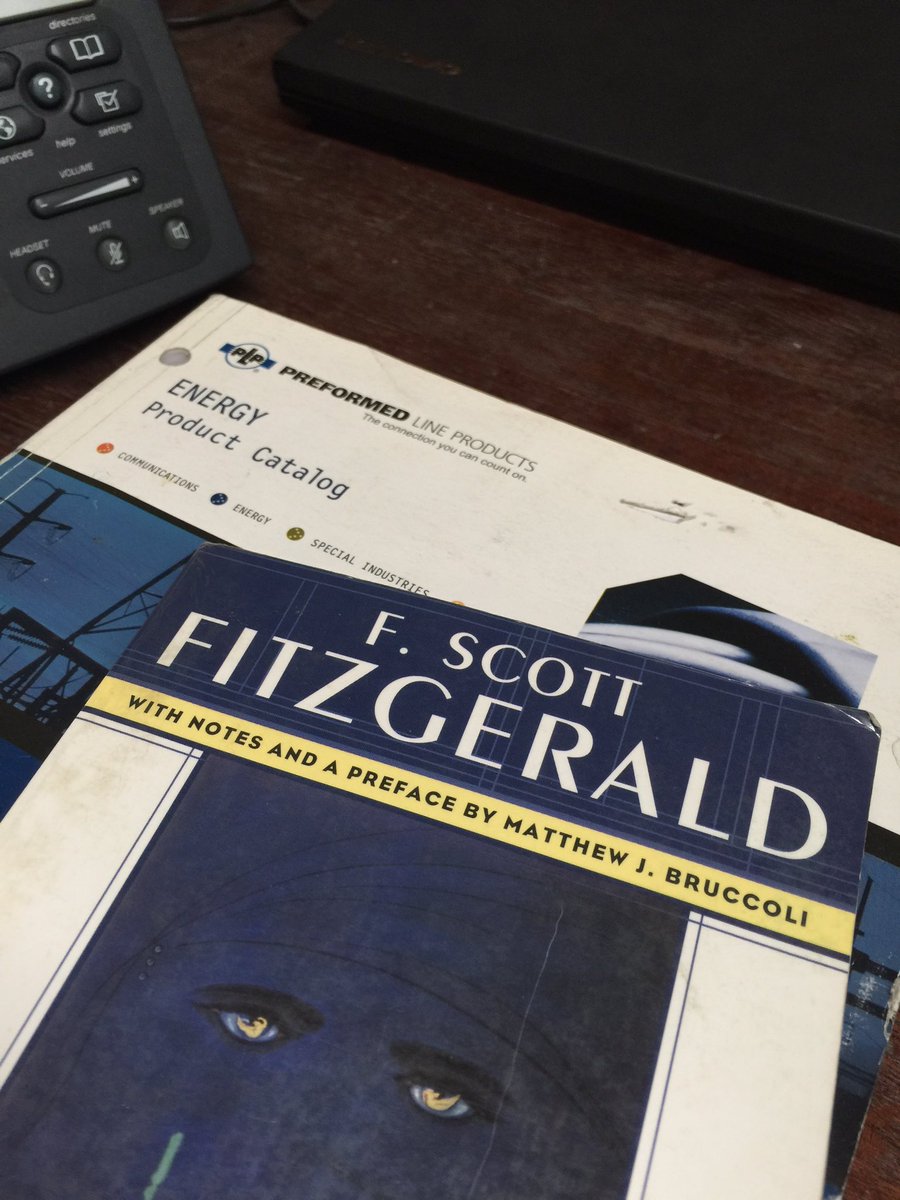 directories
?
help
settings
VOLUME
- +
HEADSET
MUTE
SPEAKER
PLP
PREFORMED LINE PRODUCTS
The connection you can count on.
ENERGY
Product Catalog
COMMUNICATIONS
ENERGY
SPECIAL INDUSTRIES
F. SCOTT
FITZGERALD
WITH NOTES AND A PREFACE BY MATTHEW J. BRUCCOLI